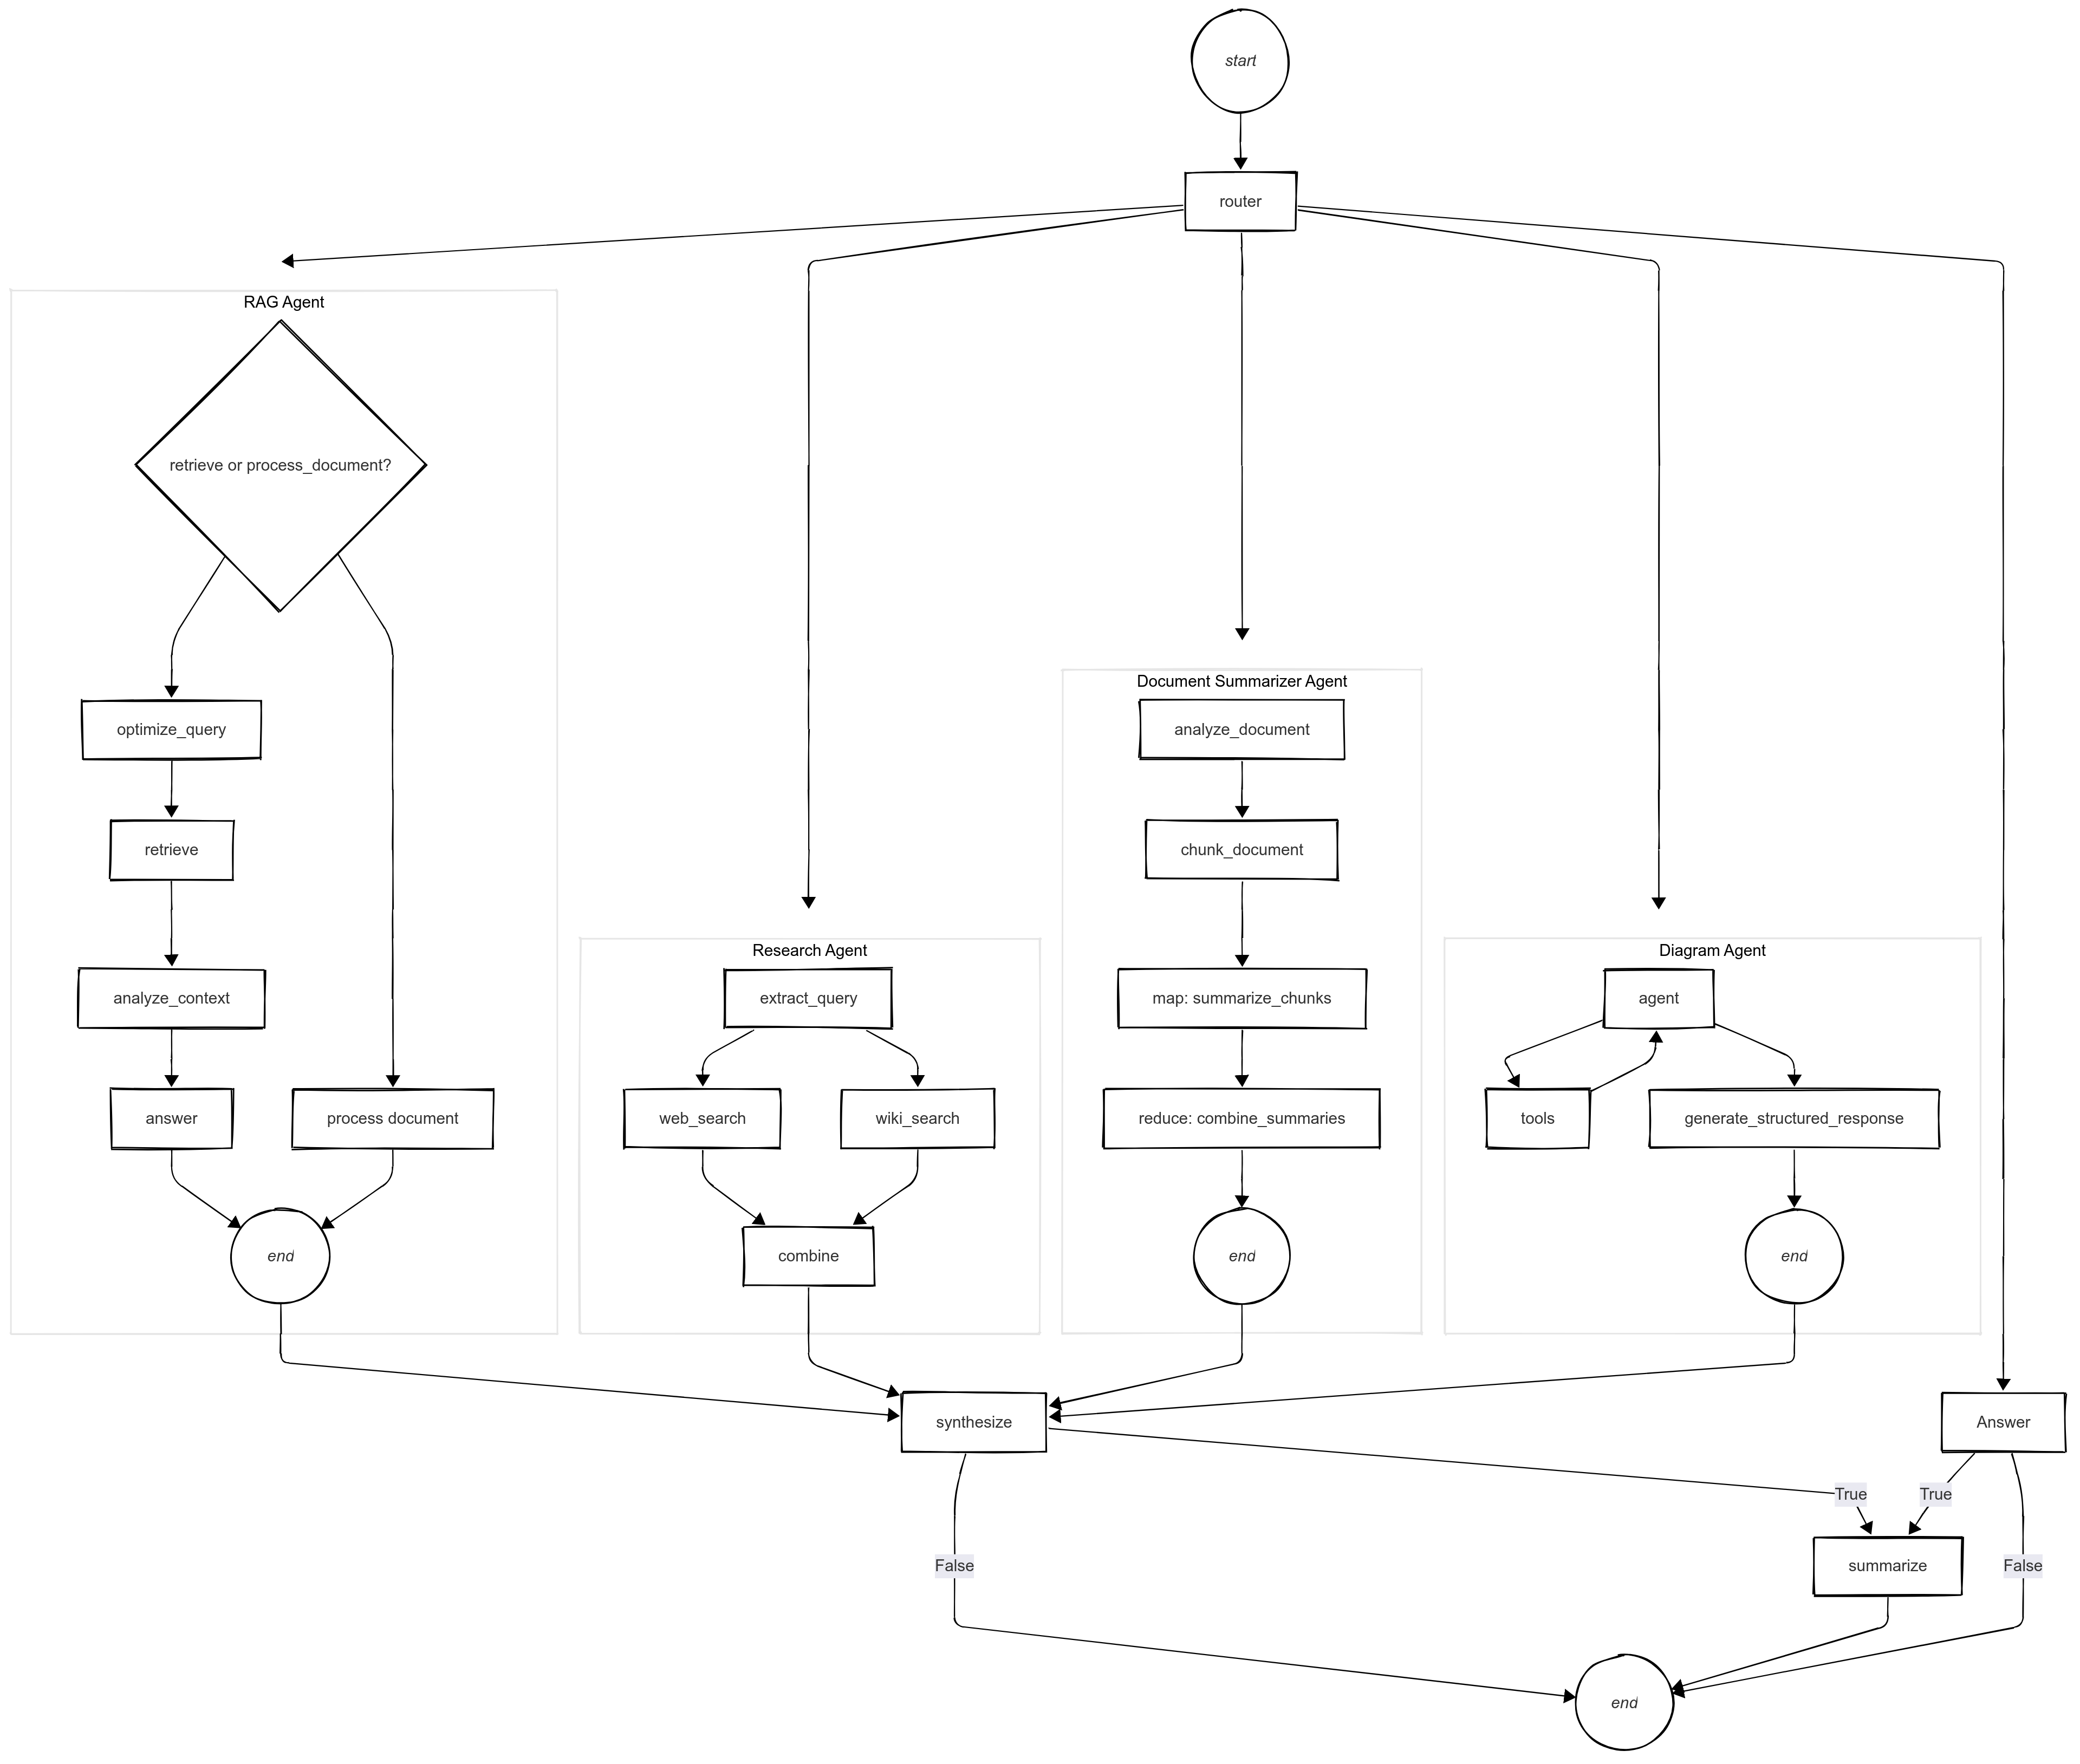 start
router
RAG Agent
retrieve or process_document?
optimize_query
retrieve
analyze_context
answer
process document
end
Research Agent
extract_query
web_search
wiki_search
combine
Document Summarizer Agent
analyze_document
chunk_document
map: summarize_chunks
reduce: combine_summaries
end
Diagram Agent
agent
tools
generate_structured_response
end
synthesize
Answer
True
True
summarize
False
False
end